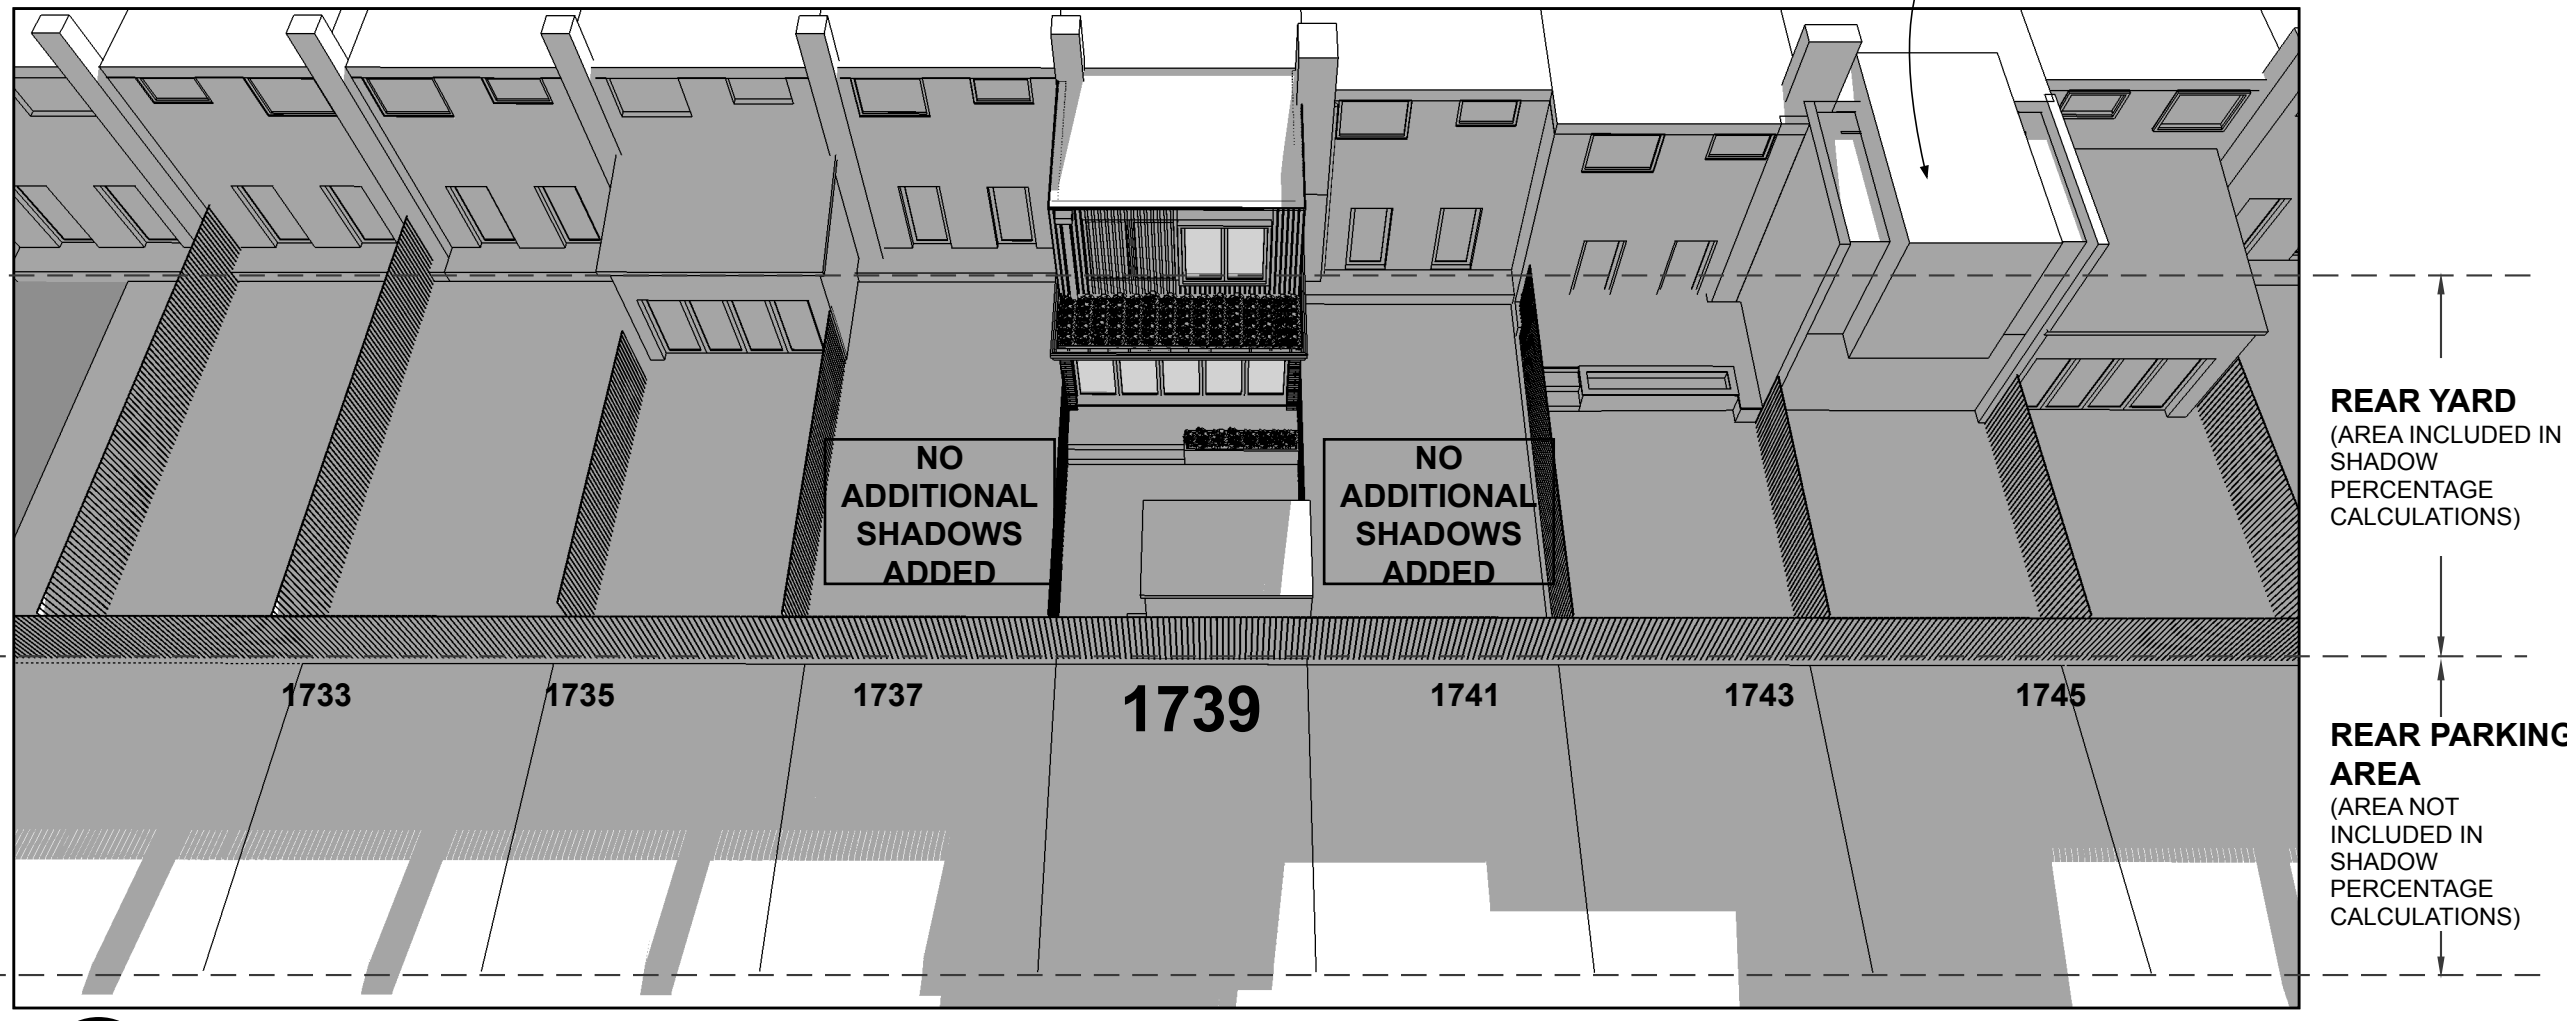 NO
ADDITIONAL
SHADOWS
ADDED
NO
ADDITIONAL
SHADOWS
ADDED
REAR YARD
(AREA INCLUDED IN
SHADOW
PERCENTAGE
CALCULATIONS)
1733
1735
1737
1739
1741
1743
1745
REAR PARKING
AREA
(AREA NOT
INCLUDED IN
SHADOW
PERCENTAGE
CALCULATIONS)